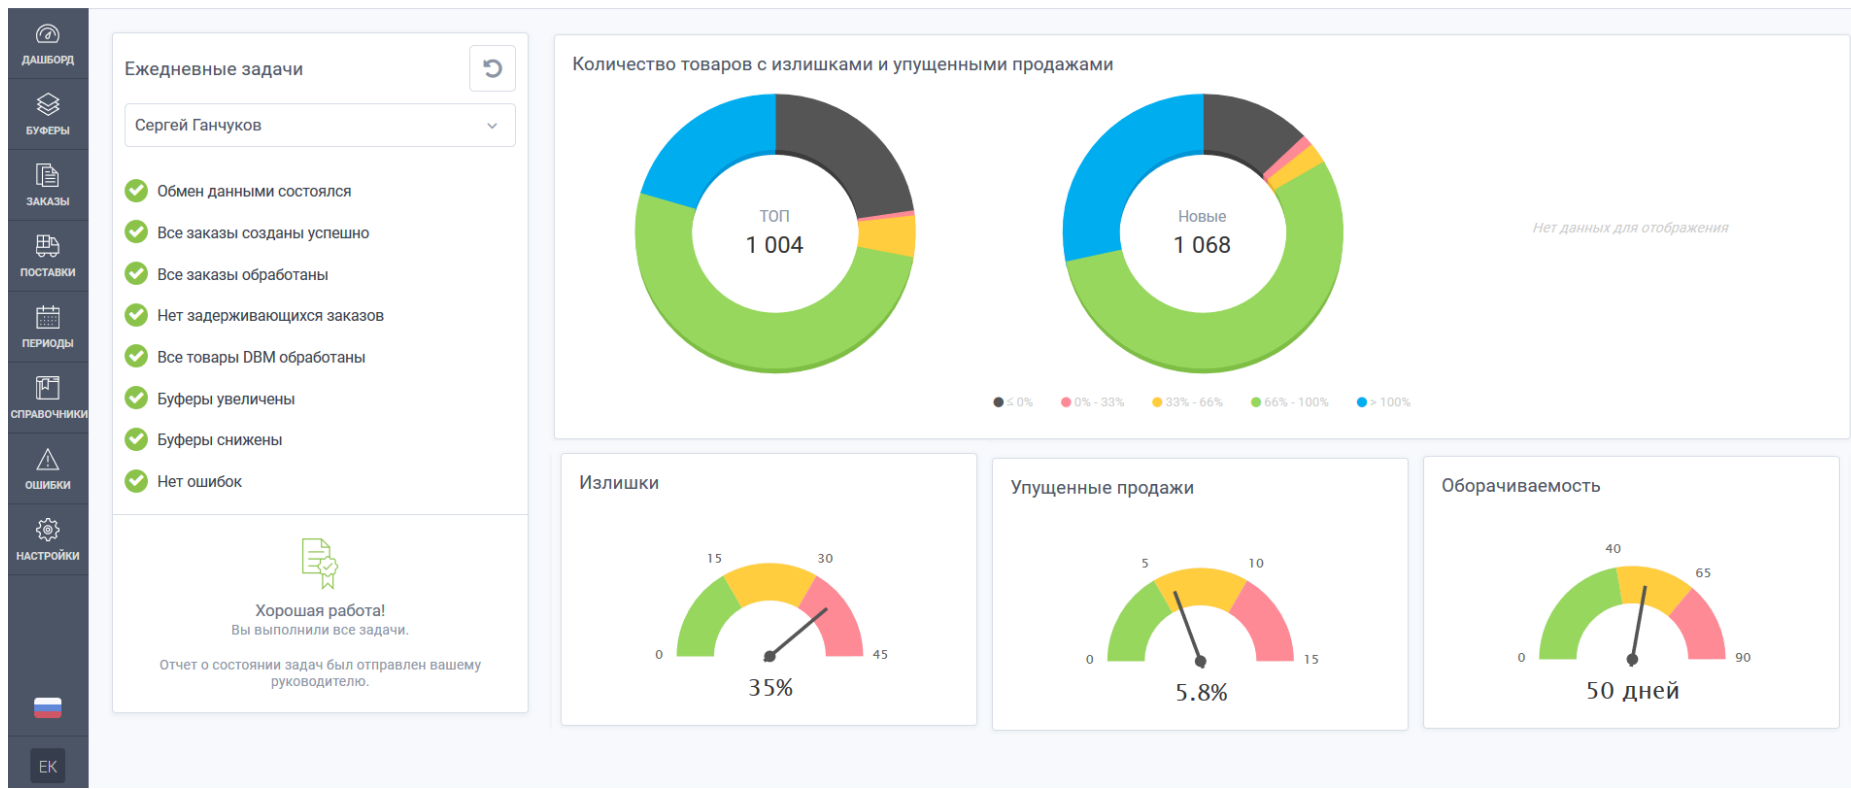 ДАШБОРД
БУФЕРЫ
ЗАКАЗЫ
ПОСТАВКИ
ПЕРИОДЫ
СПРАВОЧНИКИ
ОШИБКИ
НАСТРОЙКИ
ЕК
Ежедневные задачи
Сергей Ганчуков
Обмен данными состоялся
Все заказы созданы успешно
Все заказы обработаны
Нет задерживающихся заказов
Все товары DBM обработаны
Буферы увеличены
Буферы снижены
Нет ошибок
Хорошая работа!
Вы выполнили все задачи.
Отчет о состоянии задач был отправлен вашему
руководителю.
Количество товаров с излишками и упущенными продажами
ТОП
1 004
Новые
1 068
Нет данных для отображения
≤ 0% 0% - 33% 33% - 66% 66% - 100% > 100%
Излишки
15 30
0 45
35%
Упущенные продажи
5 10
0 15
5.8%
Оборачиваемость
40
65
0 90
50 дней